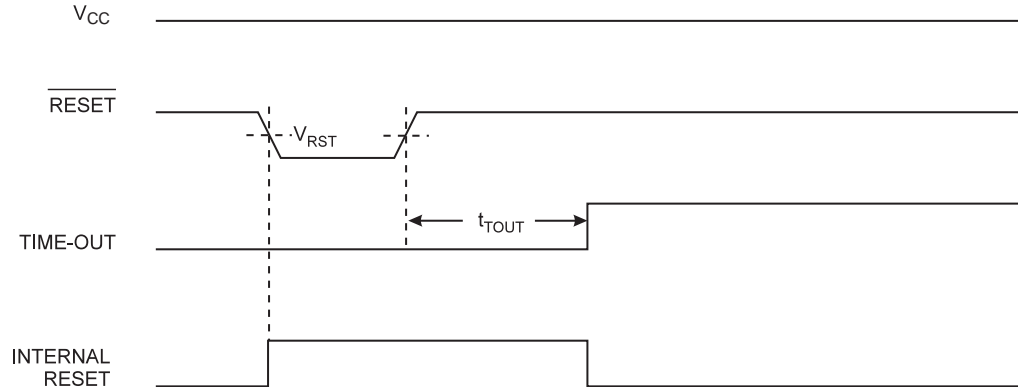 VCC
RESET
VRST
tTOUT
TIME-OUT
INTERNAL
RESET